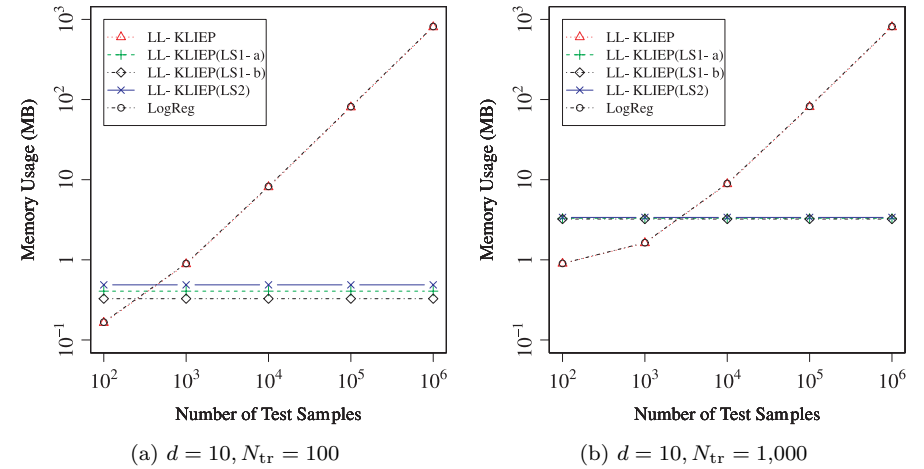 Memory Usage (MB)
10^3
10^2
10
1
10^-1
LL- KLIEP
LL- KLIEP(LS1- a)
LL- KLIEP(LS1- b)
LL- KLIEP(LS2)
LogReg
10^2 10^3 10^4 10^5 10^6
Number of Test Samples
(a) d = 10, N_tr = 100
Memory Usage (MB)
10^3
10^2
10
1
10^-1
LL- KLIEP
LL- KLIEP(LS1- a)
LL- KLIEP(LS1- b)
LL- KLIEP(LS2)
LogReg
10^2 10^3 10^4 10^5 10^6
Number of Test Samples
(b) d = 10, N_tr = 1,000